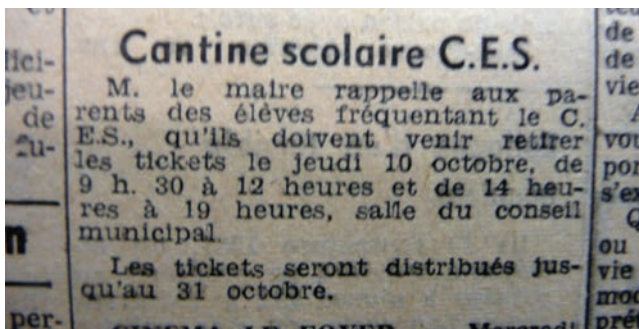 Cantine scolaire C.E.S.
M. le maire rappelle aux pa-
rents des élèves fréquentant le C.
E.S., qu'ils doivent venir retirer
les tickets le jeudi 10 octobre, de
9 h. 30 à 12 heures et de 14 heu-
res à 19 heures, salle du conseil
municipal.
Les tickets seront distribués jus-
qu'au 31 octobre.